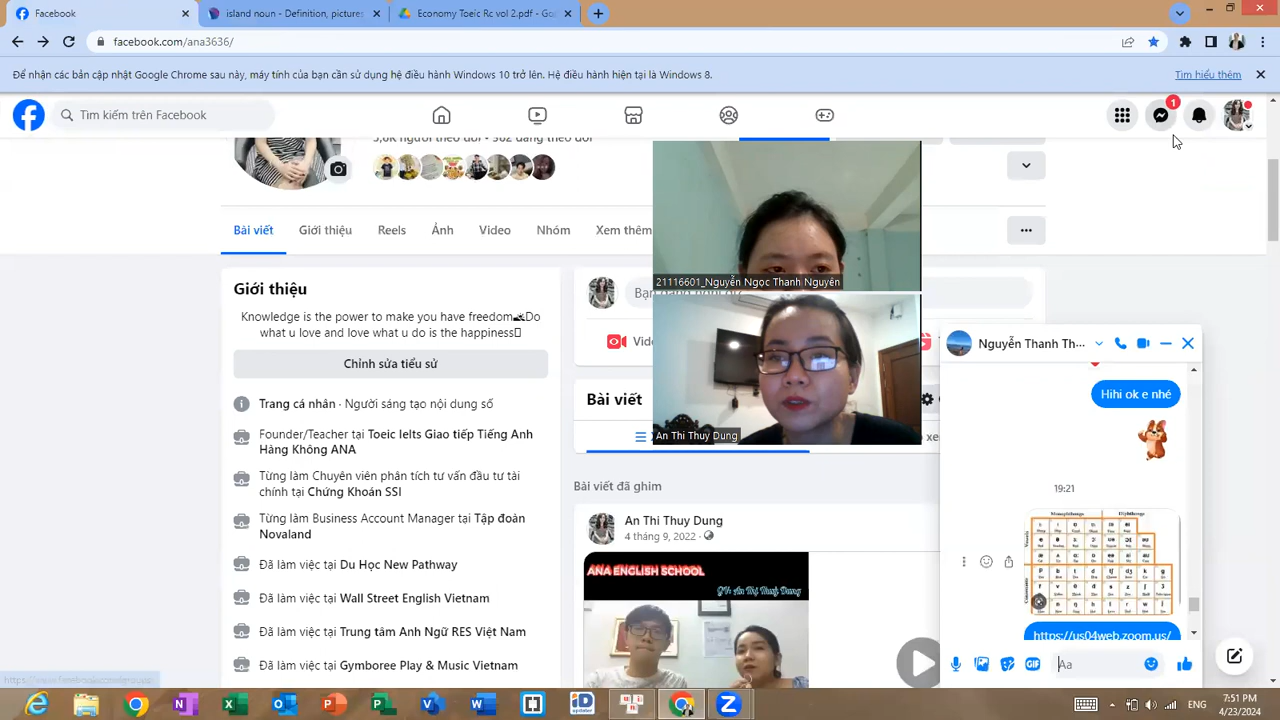 Facebook
island noun - Definition, pictures
Economy Toeic Rc vol 2.pdf - Go
facebook.com/ana3636/
Để nhận các bản cập nhật Google Chrome sau này, máy tính của bạn cần sử dụng hệ điều hành Windows 10 trở lên. Hệ điều hành hiện tại là Windows 8.
Tìm hiểu thêm
Tìm kiếm trên Facebook
1
Bài viết
Giới thiệu
Reels
Ảnh
Video
Nhóm
Xem thêm
21116601_Nguyễn Ngọc Thanh Nguyên
An Thi Thuy Dung
Giới thiệu
Knowledge is the power to make you have freedom Do
what u love and love what u do is the happiness
Chỉnh sửa tiểu sử
Trang cá nhân · Người sáng tạo nội dung số
Founder/Teacher tại Toeic Ielts Giao tiếp Tiếng Anh
Hàng Không ANA
Từng làm Chuyên viên phân tích tư vấn đầu tư tài
chính tại Chứng Khoán SSI
Từng làm Business Account Manager tại Tập đoàn
Novaland
Đã làm việc tại Du Học New Pathway
Đã làm việc tại Wall Street English Vietnam
Đã làm việc tại Trung tâm Anh Ngữ RES Việt Nam
Đã làm việc tại Gymboree Play & Music Vietnam
Bài viết
Bài viết đã ghim
An Thi Thuy Dung
4 tháng 9, 2022
ANA ENGLISH SCHOOL
GV: An Thị Thuỳ Dung
Nguyễn Thanh Th...
Hihi ok e nhé
19:21
Monophthongs
Diphthongs
Vowels
Consonants
https://us04web.zoom.us/
Aa
ENG
7:51 PM
4/23/2024